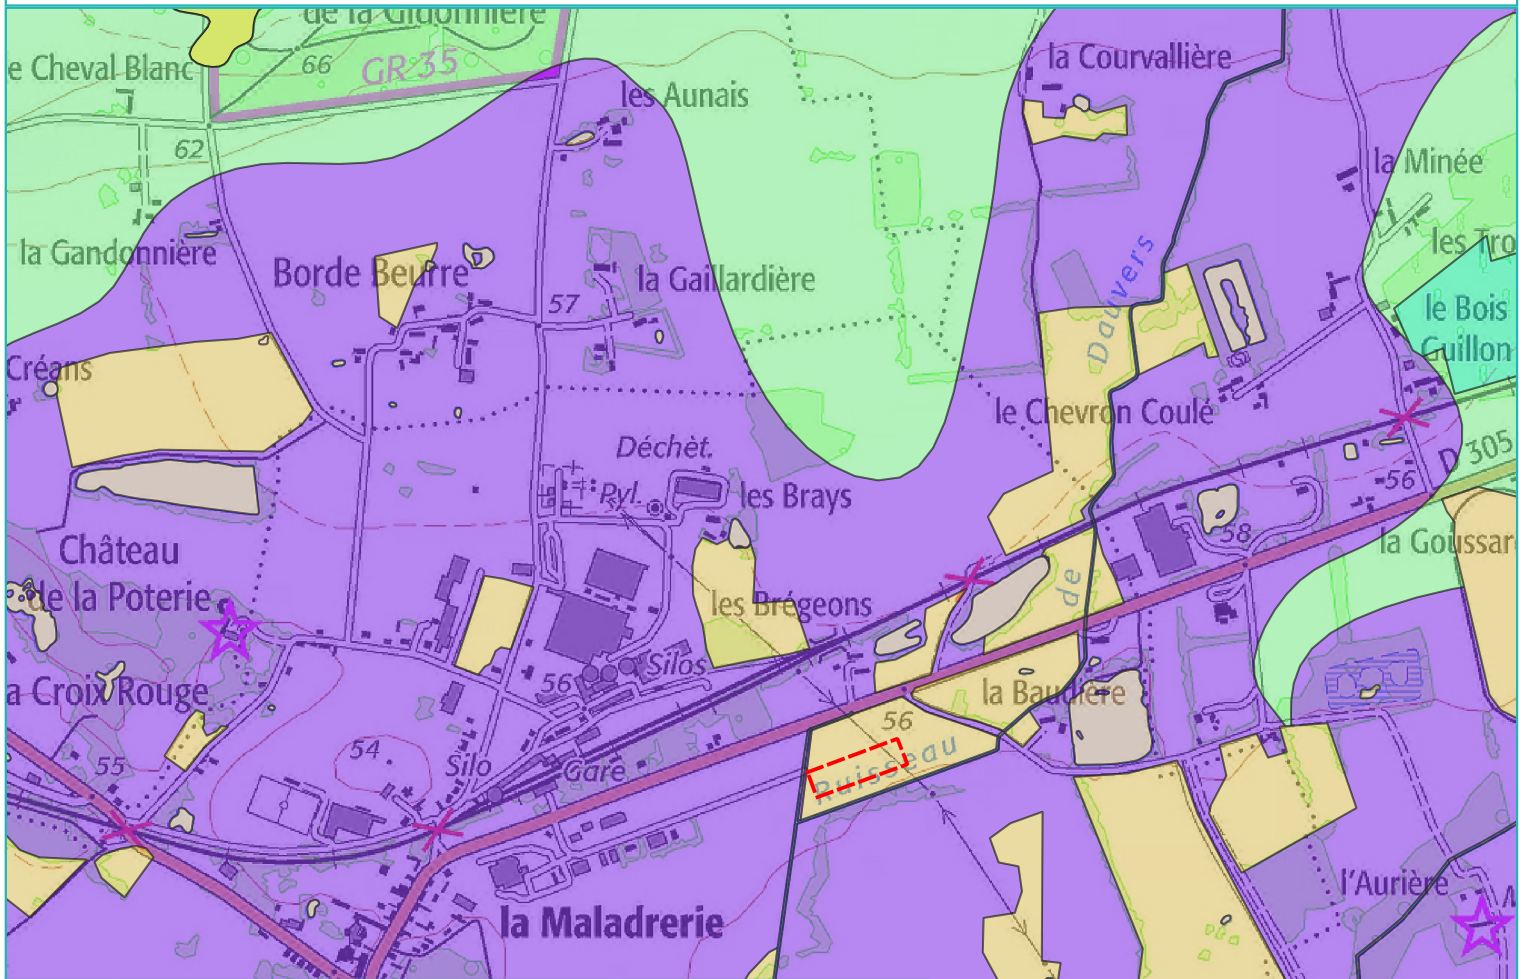 de la Gidonnière
e Cheval Blanc
66
GR 35
la Courvallière
les Aunais
62
la Minée
la Gandonnière
les Tro
Borde Beurre
la Gaillardière
57
Dauvers
le Bois
Guillon
Créans
le Chevron Coulé
Déchèt.
D 305
Pyl.
les Brays
56
58
Château
de la Poterie
la Goussar
les Brégeons
de
Silos
56
a Croix Rouge
la Baudière
56
54
55
Silo
Gare
Ruisseau
l'Aurière
la Maladrerie